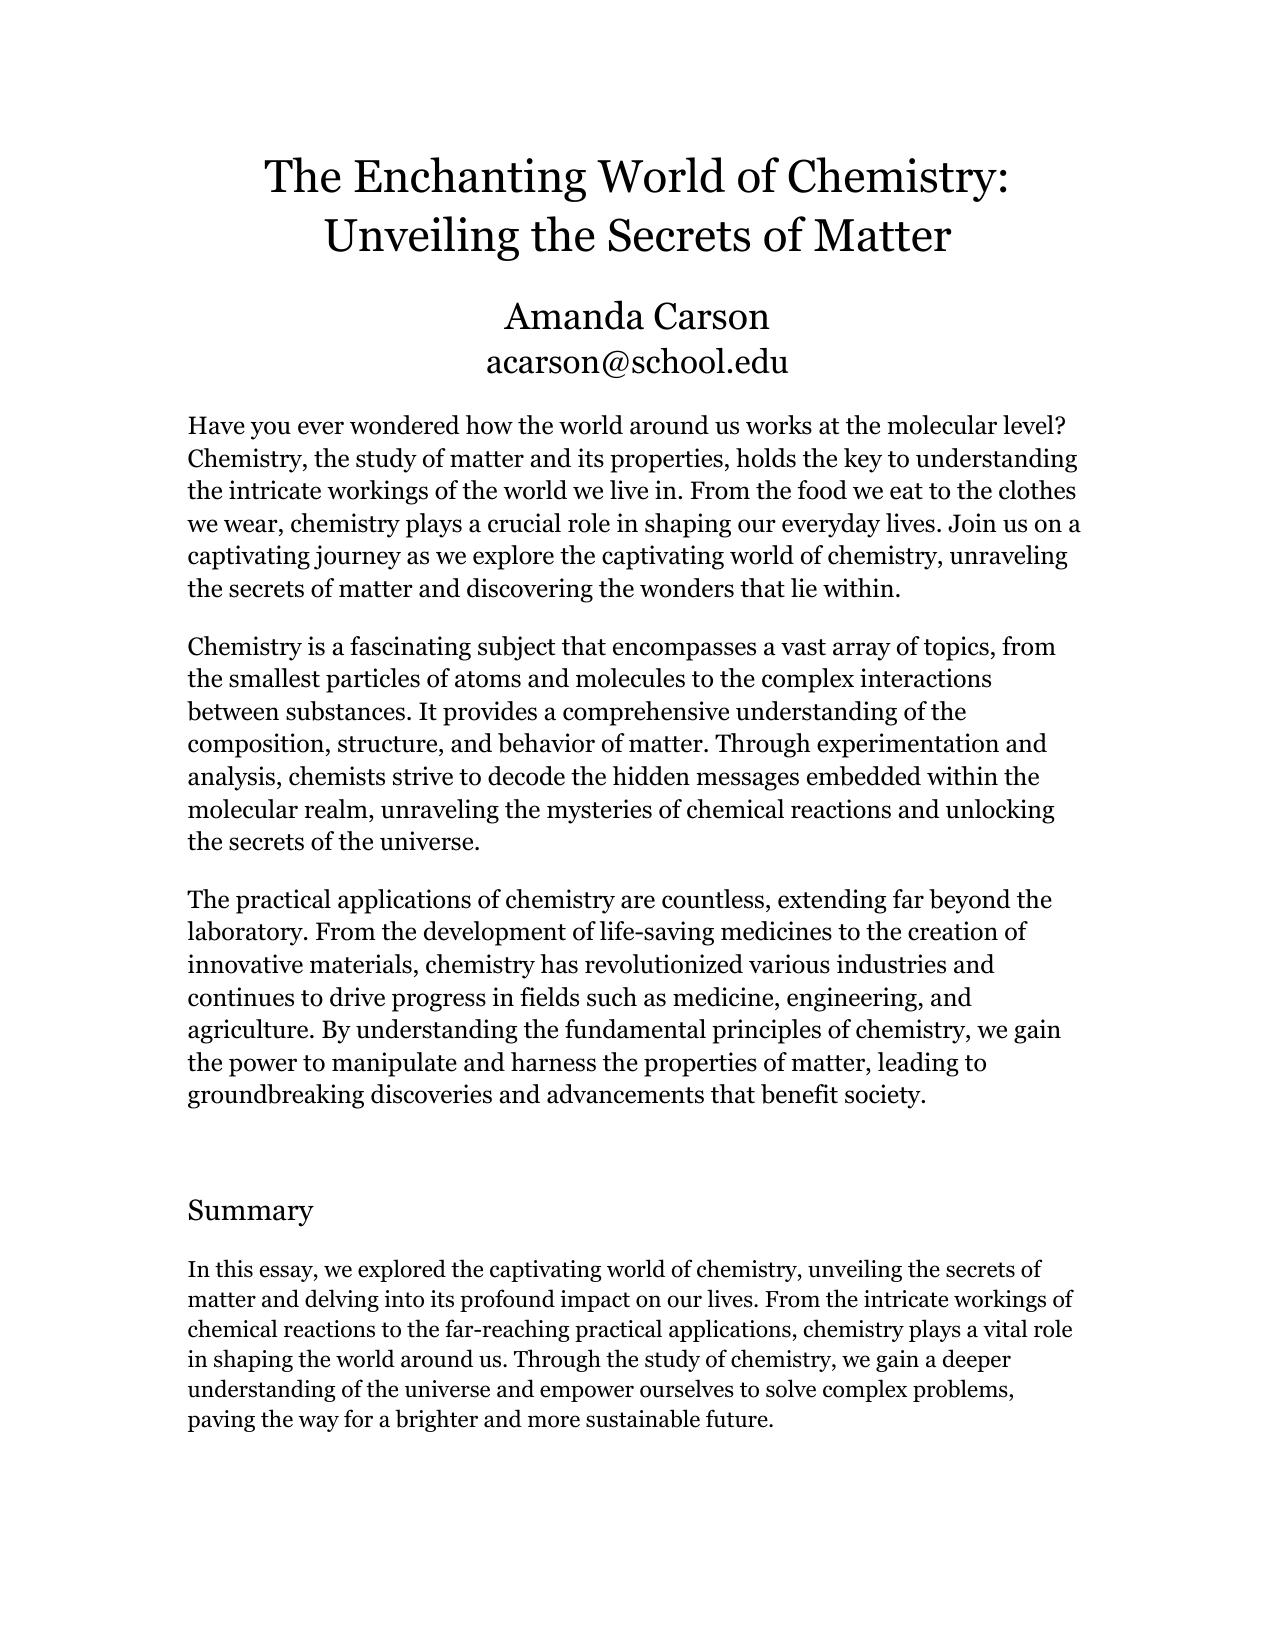 The Enchanting World of Chemistry:
Unveiling the Secrets of Matter
Amanda Carson
acarson@school.edu
Have you ever wondered how the world around us works at the molecular level?
Chemistry, the study of matter and its properties, holds the key to understanding
the intricate workings of the world we live in. From the food we eat to the clothes
we wear, chemistry plays a crucial role in shaping our everyday lives. Join us on a
captivating journey as we explore the captivating world of chemistry, unraveling
the secrets of matter and discovering the wonders that lie within.
Chemistry is a fascinating subject that encompasses a vast array of topics, from
the smallest particles of atoms and molecules to the complex interactions
between substances. It provides a comprehensive understanding of the
composition, structure, and behavior of matter. Through experimentation and
analysis, chemists strive to decode the hidden messages embedded within the
molecular realm, unraveling the mysteries of chemical reactions and unlocking
the secrets of the universe.
The practical applications of chemistry are countless, extending far beyond the
laboratory. From the development of life-saving medicines to the creation of
innovative materials, chemistry has revolutionized various industries and
continues to drive progress in fields such as medicine, engineering, and
agriculture. By understanding the fundamental principles of chemistry, we gain
the power to manipulate and harness the properties of matter, leading to
groundbreaking discoveries and advancements that benefit society.
Summary
In this essay, we explored the captivating world of chemistry, unveiling the secrets of
matter and delving into its profound impact on our lives. From the intricate workings of
chemical reactions to the far-reaching practical applications, chemistry plays a vital role
in shaping the world around us. Through the study of chemistry, we gain a deeper
understanding of the universe and empower ourselves to solve complex problems,
paving the way for a brighter and more sustainable future.